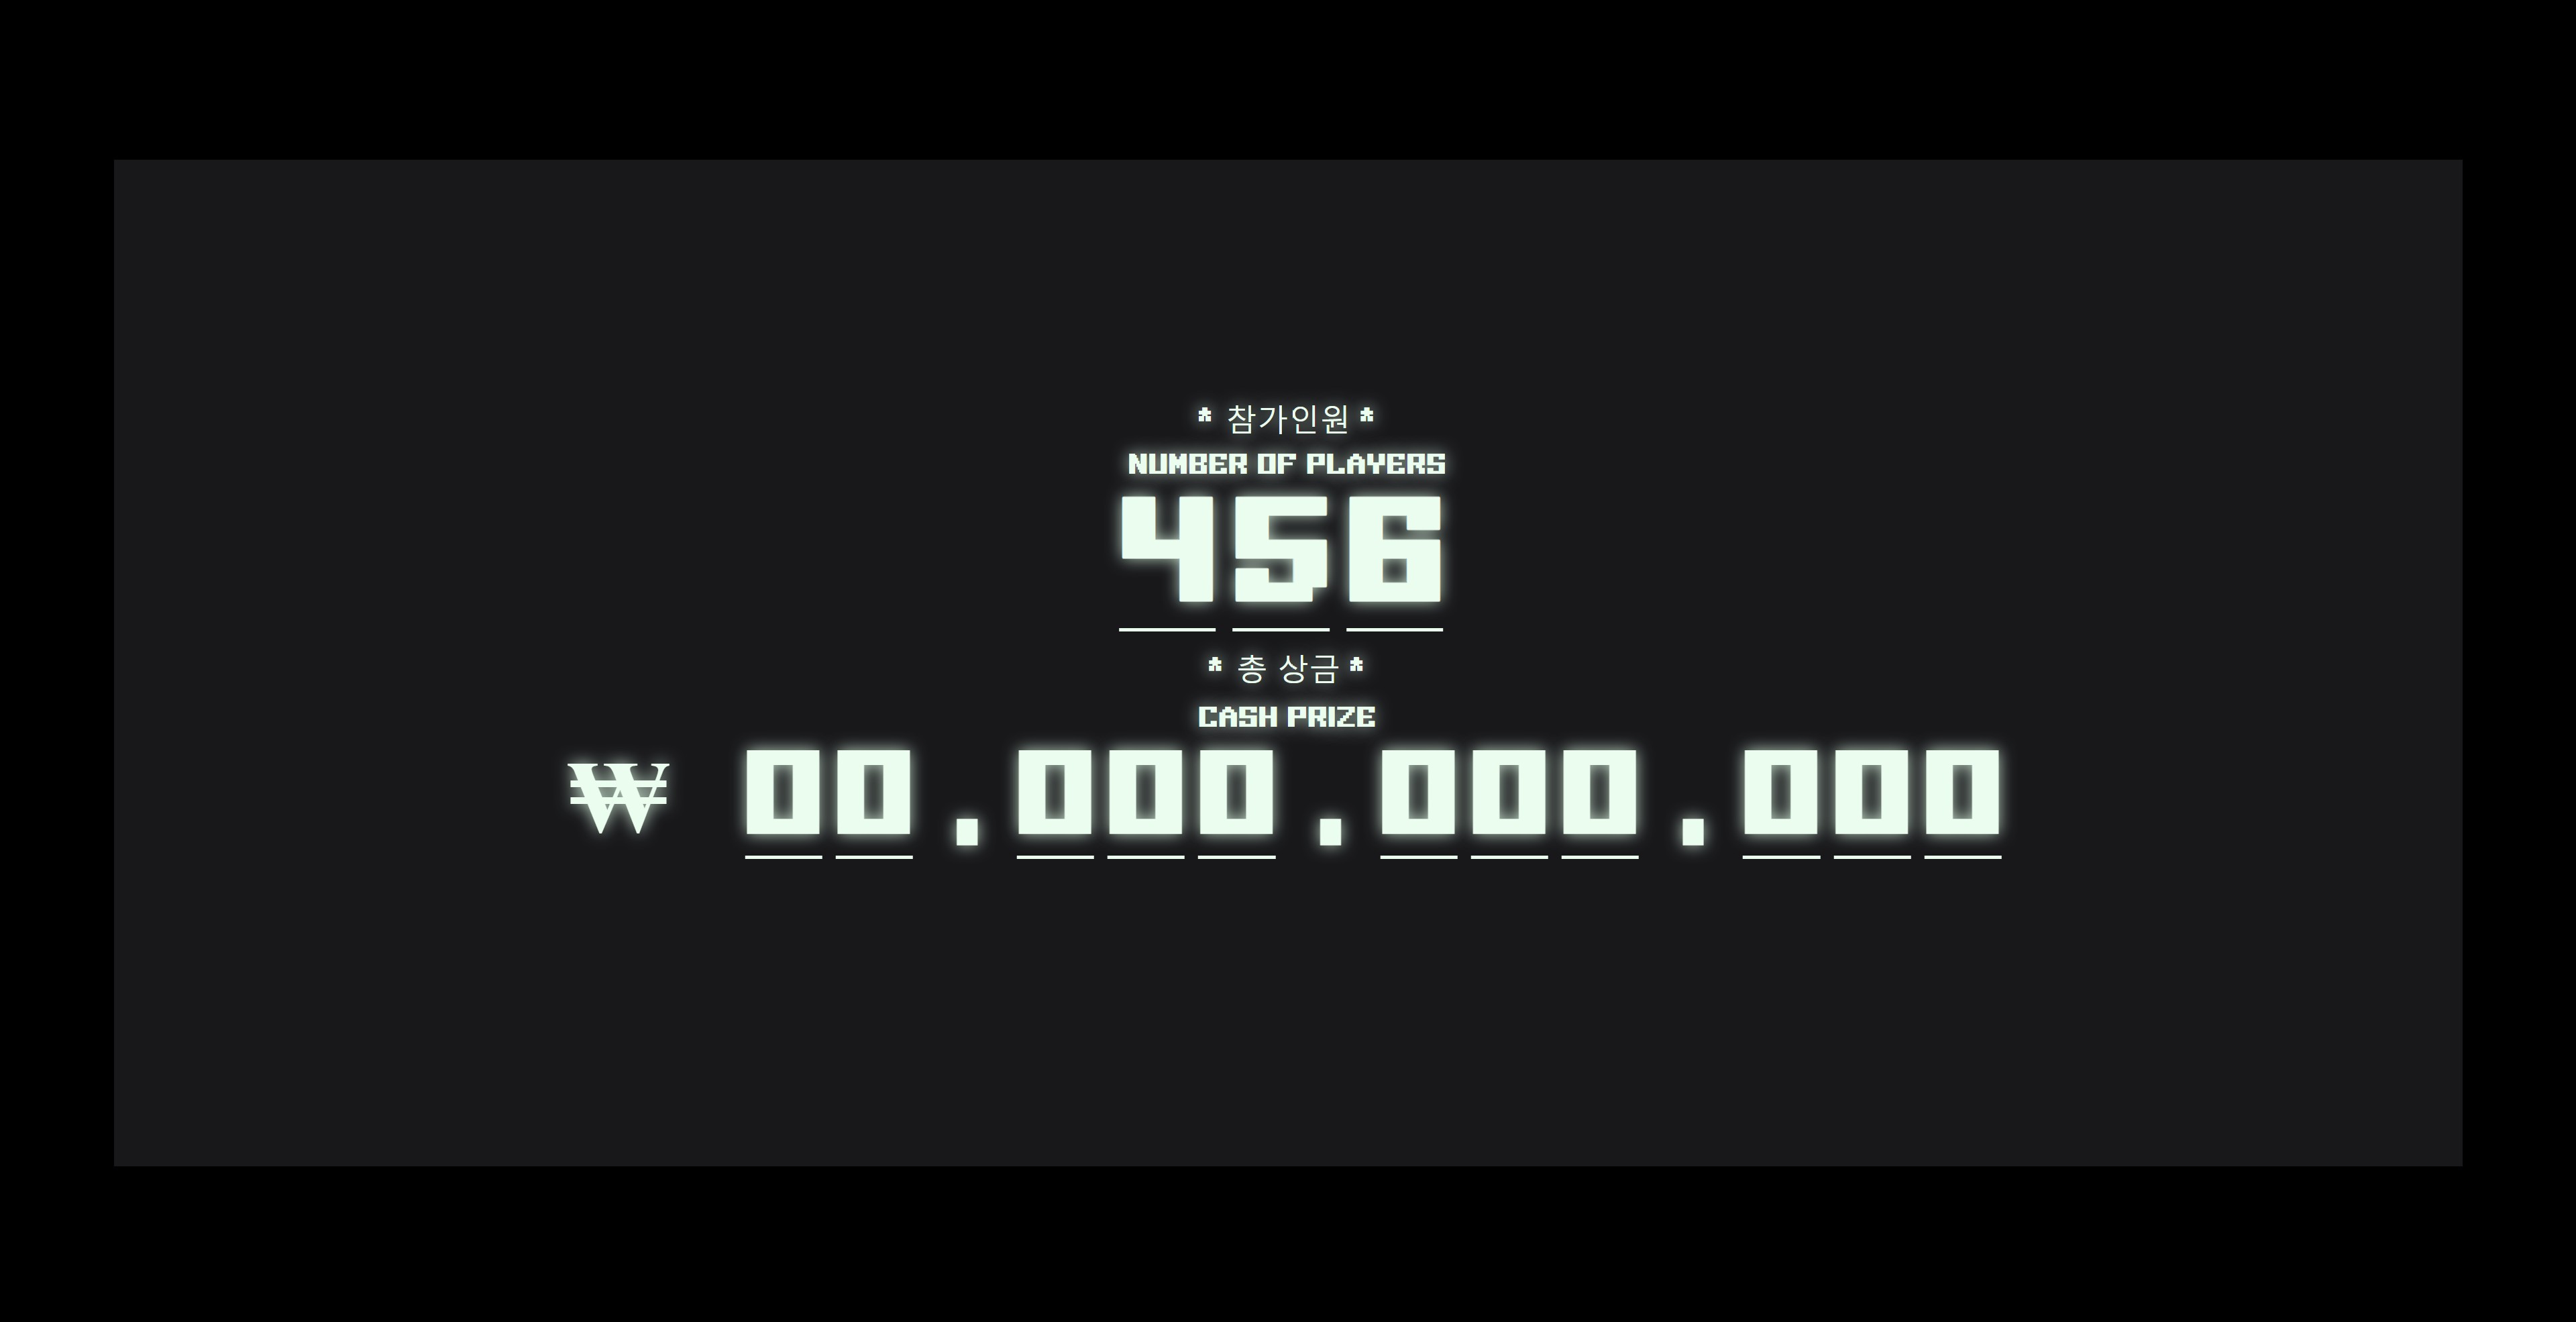 * 참가인원 *
NUMBER OF PLAYERS
456
* 총 상금 *
CASH PRIZE
₩ 00.000.000.000